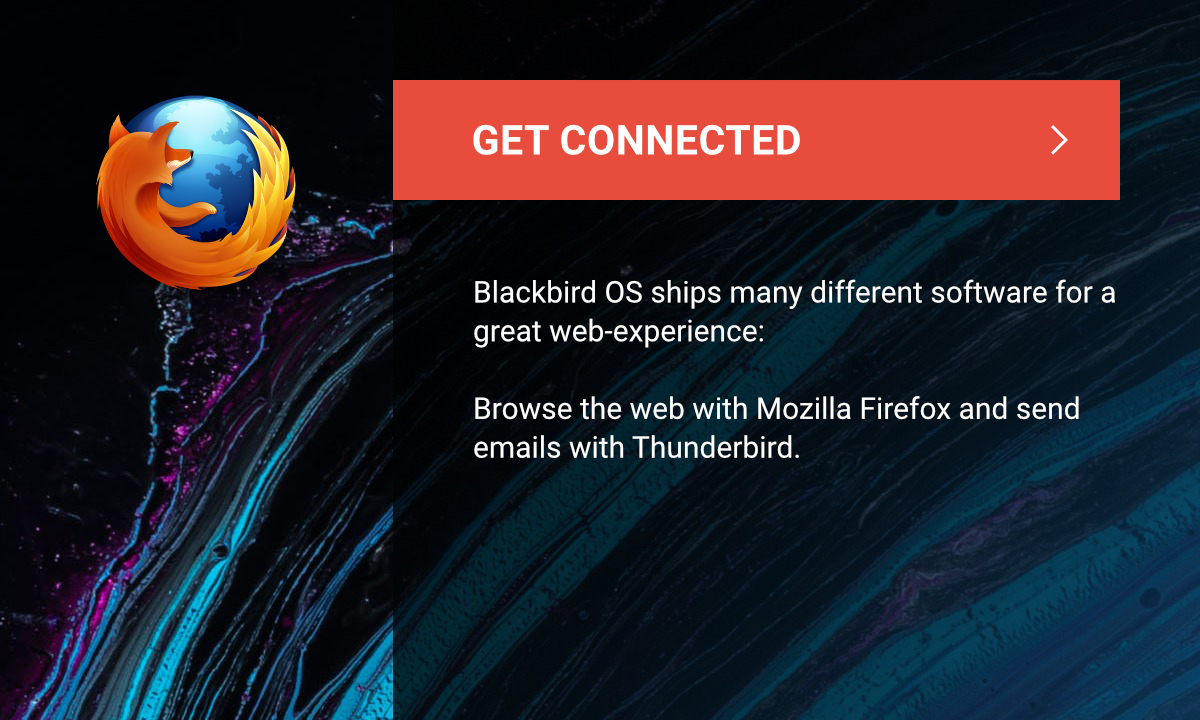 GET CONNECTED
Blackbird OS ships many different software for a
great web-experience:
Browse the web with Mozilla Firefox and send
emails with Thunderbird.